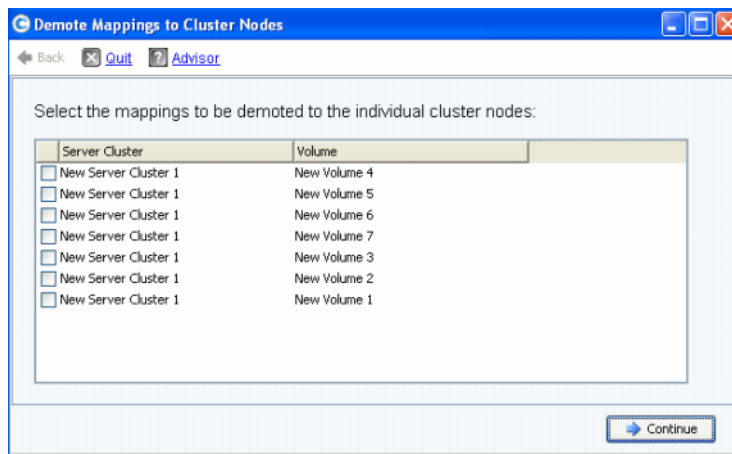 Demote Mappings to Cluster Nodes
Back Quit ? Advisor
Select the mappings to be demoted to the individual cluster nodes:
Server Cluster Volume
New Server Cluster 1 New Volume 4
New Server Cluster 1 New Volume 5
New Server Cluster 1 New Volume 6
New Server Cluster 1 New Volume 7
New Server Cluster 1 New Volume 3
New Server Cluster 1 New Volume 2
New Server Cluster 1 New Volume 1
Continue